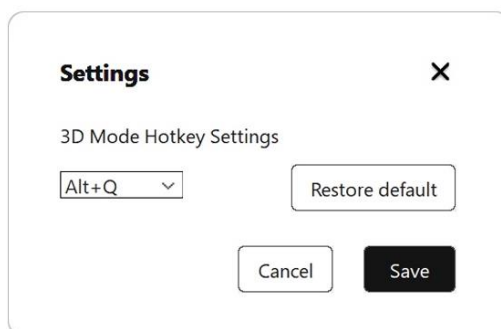 Settings
3D Mode Hotkey Settings
Alt+Q
Restore default
Cancel
Save